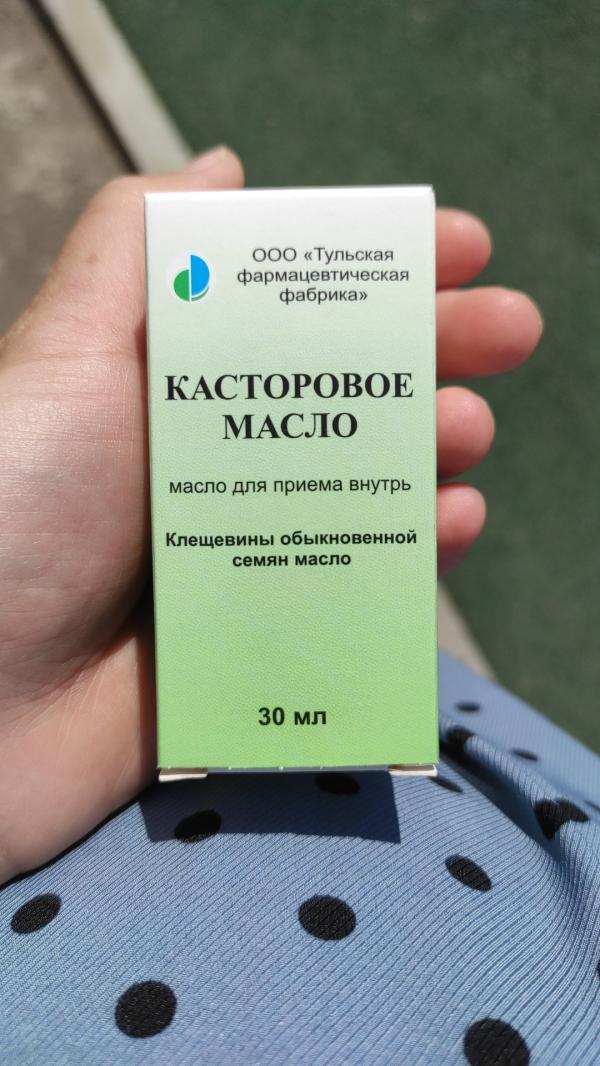 ООО «Тульская
фармацевтическая
фабрика»
КАСТОРОВОЕ
МАСЛО
масло для приема внутрь
Клещевины обыкновенной
семян масло
30 мл